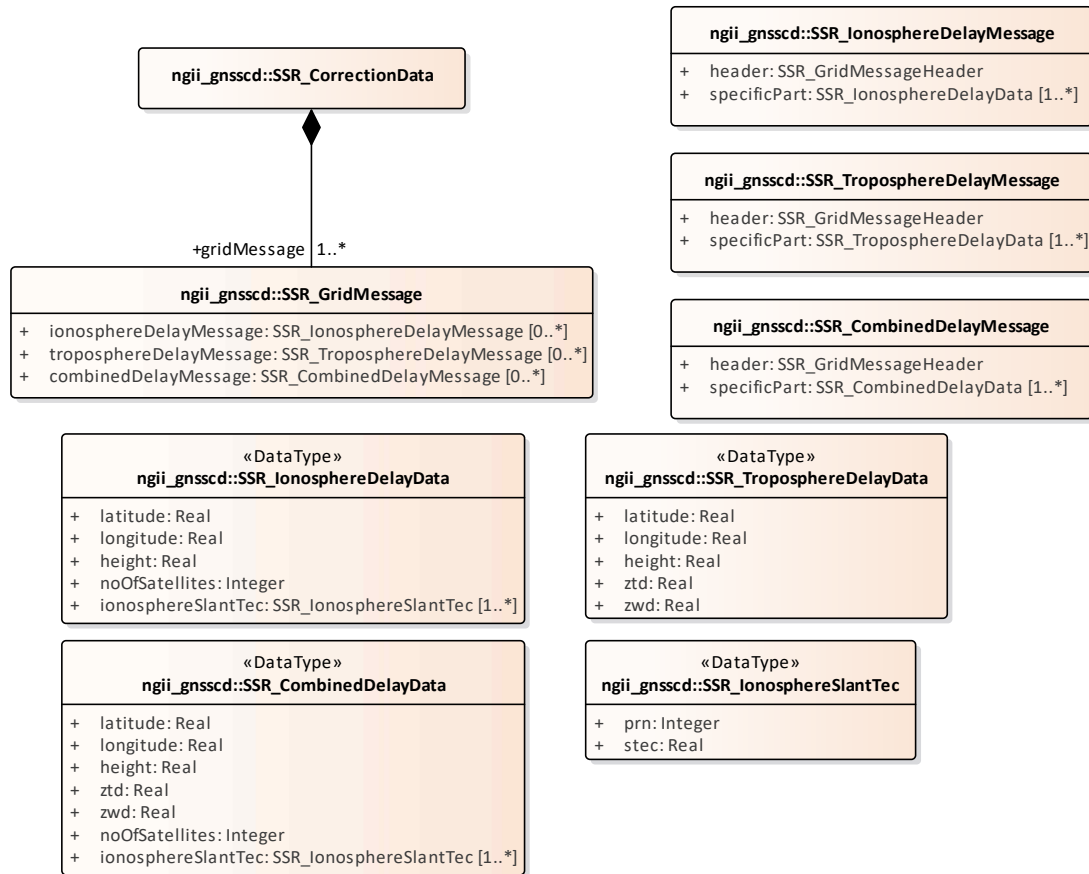 ngii_gnsscd::SSR_CorrectionData
+gridMessage 1..*
ngii_gnsscd::SSR_GridMessage
+ ionosphereDelayMessage: SSR_IonosphereDelayMessage [0..*]
+ troposphereDelayMessage: SSR_TroposphereDelayMessage [0..*]
+ combinedDelayMessage: SSR_CombinedDelayMessage [0..*]
ngii_gnsscd::SSR_IonosphereDelayMessage
+ header: SSR_GridMessageHeader
+ specificPart: SSR_IonosphereDelayData [1..*]
ngii_gnsscd::SSR_TroposphereDelayMessage
+ header: SSR_GridMessageHeader
+ specificPart: SSR_TroposphereDelayData [1..*]
ngii_gnsscd::SSR_CombinedDelayMessage
+ header: SSR_GridMessageHeader
+ specificPart: SSR_CombinedDelayData [1..*]
«DataType»
ngii_gnsscd::SSR_IonosphereDelayData
+ latitude: Real
+ longitude: Real
+ height: Real
+ noOfSatellites: Integer
+ ionosphereSlantTec: SSR_IonosphereSlantTec [1..*]
«DataType»
ngii_gnsscd::SSR_TroposphereDelayData
+ latitude: Real
+ longitude: Real
+ height: Real
+ ztd: Real
+ zwd: Real
«DataType»
ngii_gnsscd::SSR_CombinedDelayData
+ latitude: Real
+ longitude: Real
+ height: Real
+ ztd: Real
+ zwd: Real
+ noOfSatellites: Integer
+ ionosphereSlantTec: SSR_IonosphereSlantTec [1..*]
«DataType»
ngii_gnsscd::SSR_IonosphereSlantTec
+ prn: Integer
+ stec: Real